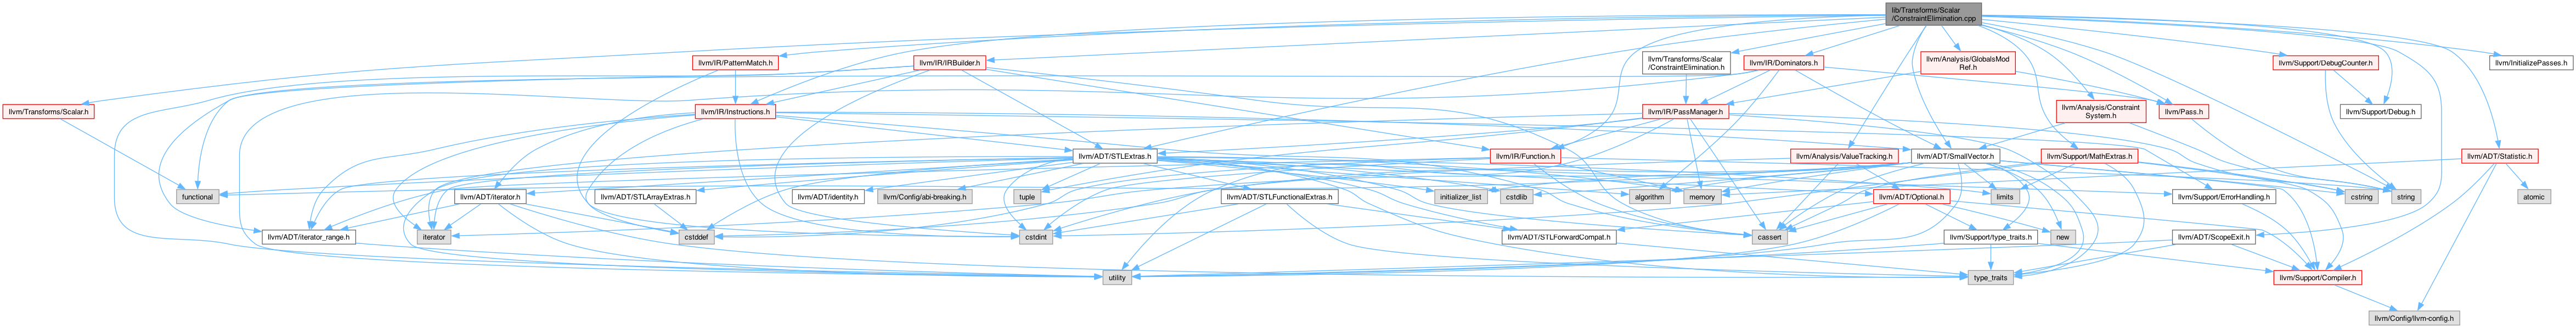 lib/Transforms/Scalar
/ConstraintElimination.cpp
llvm/IR/PatternMatch.h
llvm/IR/IRBuilder.h
llvm/Transforms/Scalar
/ConstraintElimination.h
llvm/IR/Dominators.h
llvm/Analysis/GlobalsMod
Ref.h
llvm/Support/DebugCounter.h
llvm/InitializePasses.h
llvm/Transforms/Scalar.h
llvm/IR/Instructions.h
llvm/IR/PassManager.h
llvm/Analysis/Constraint
System.h
llvm/Pass.h
llvm/Support/Debug.h
llvm/ADT/STLExtras.h
llvm/IR/Function.h
llvm/Analysis/ValueTracking.h
llvm/ADT/SmallVector.h
llvm/Support/MathExtras.h
llvm/ADT/Statistic.h
functional
llvm/ADT/iterator.h
llvm/ADT/STLArrayExtras.h
llvm/ADT/identity.h
llvm/Config/abi-breaking.h
tuple
llvm/ADT/STLFunctionalExtras.h
initializer_list
cstdlib
algorithm
memory
llvm/ADT/Optional.h
limits
llvm/Support/ErrorHandling.h
cstring
string
atomic
llvm/ADT/iterator_range.h
iterator
cstddef
cstdint
llvm/ADT/STLForwardCompat.h
cassert
llvm/Support/type_traits.h
new
llvm/ADT/ScopeExit.h
utility
type_traits
llvm/Support/Compiler.h
llvm/Config/llvm-config.h